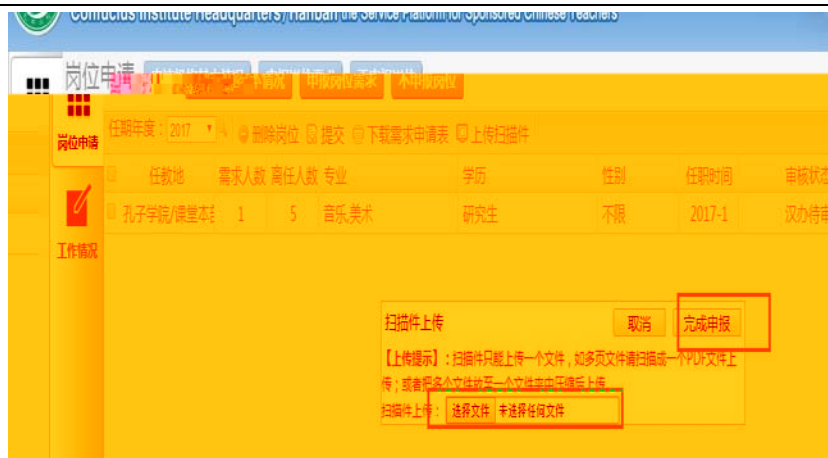 Confucius Institute Headquarters/Hanban the Service Platform for Sponsored Chinese Teachers
岗位申请
申报岗位需求 不申报岗位
任期年度： 2017 删除岗位 提交 下载需求申请表 上传扫描件
岗位申请
任教地 需求人数 离任人数 专业 学历 性别 任职时间 审核状态
孔子学院/课堂本部 1 5 音乐,美术 研究生 不限 2017-1 汉办待审
工作情况
扫描件上传 取消 完成申报
【上传提示】：扫描件只能上传一个文件，如多页文件请扫描成一个PDF文件上
传；或者把多个文件放至一个文件夹中压缩后上传
扫描件上传： 选择文件 未选择任何文件